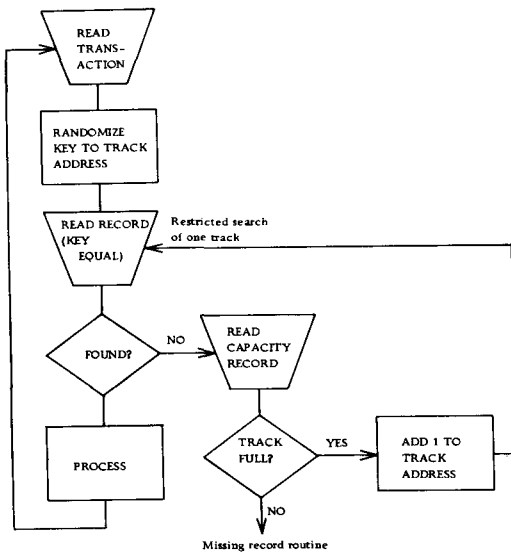 READ
TRANS-
ACTION
RANDOMIZE
KEY TO TRACK
ADDRESS
READ RECORD
(KEY
EQUAL)
Restricted search
of one track
FOUND?
NO
READ
CAPACITY
RECORD
PROCESS
TRACK
FULL?
YES
ADD 1 TO
TRACK
ADDRESS
NO
Missing record routine